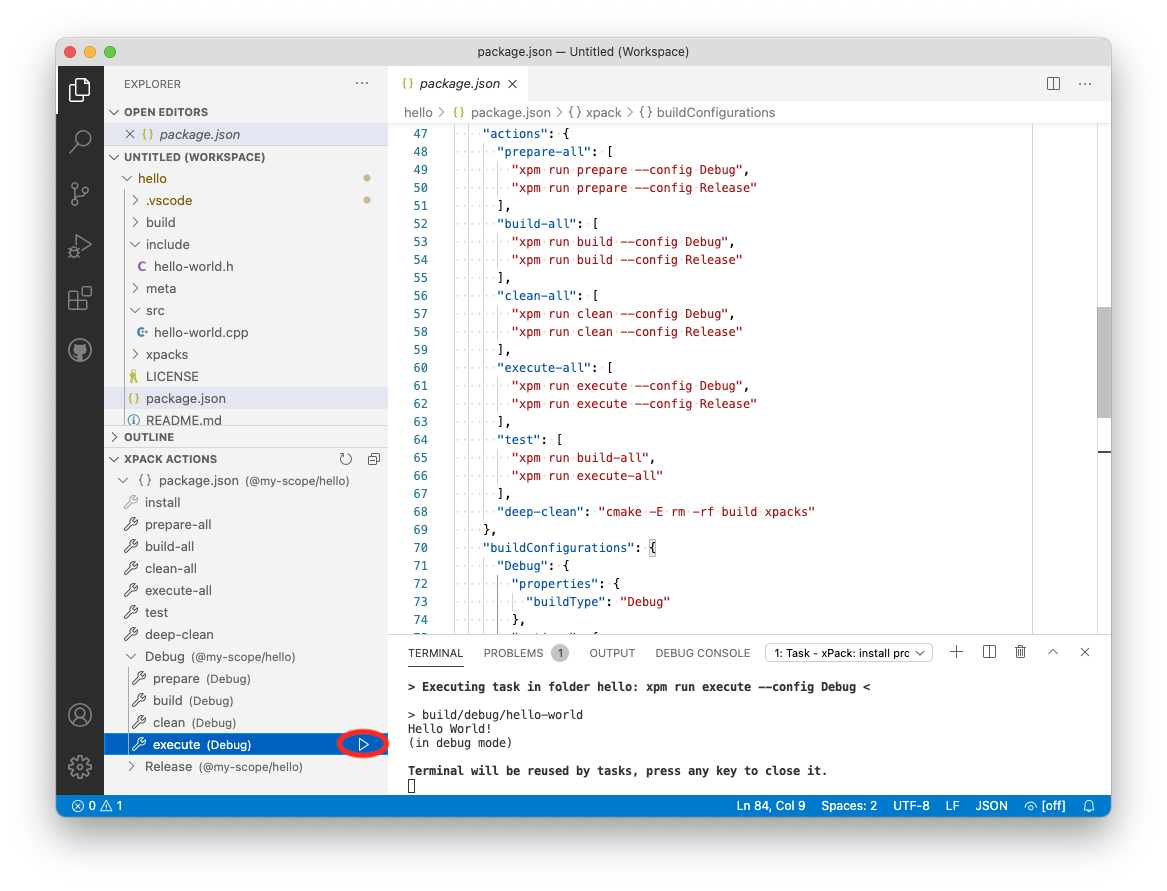 package.json — Untitled (Workspace)
EXPLORER
OPEN EDITORS
{} package.json
UNTITLED (WORKSPACE)
hello
.vscode
build
include
C hello-world.h
meta
src
hello-world.cpp
xpacks
LICENSE
{} package.json
README.md
OUTLINE
XPACK ACTIONS
{} package.json (@my-scope/hello)
install
prepare-all
build-all
clean-all
execute-all
test
deep-clean
Debug (@my-scope/hello)
prepare (Debug)
build (Debug)
clean (Debug)
execute (Debug)
Release (@my-scope/hello)
{} package.json
hello > {} package.json > {} xpack > {} buildConfigurations
47 "actions": {
48 "prepare-all": [
49 "xpm run prepare --config Debug",
50 "xpm run prepare --config Release"
51 ],
52 "build-all": [
53 "xpm run build --config Debug",
54 "xpm run build --config Release"
55 ],
56 "clean-all": [
57 "xpm run clean --config Debug",
58 "xpm run clean --config Release"
59 ],
60 "execute-all": [
61 "xpm run execute --config Debug",
62 "xpm run execute --config Release"
63 ],
64 "test": [
65 "xpm run build-all",
66 "xpm run execute-all"
67 ],
68 "deep-clean": "cmake -E rm -rf build xpacks"
69 },
70 "buildConfigurations": {
71 "Debug": {
72 "properties": {
73 "buildType": "Debug"
74 },
TERMINAL PROBLEMS 1 OUTPUT DEBUG CONSOLE 1: Task - xPack: install prc
> Executing task in folder hello: xpm run execute --config Debug <
> build/debug/hello-world
Hello World!
(in debug mode)
Terminal will be reused by tasks, press any key to close it.
0 1 Ln 84, Col 9 Spaces: 2 UTF-8 LF JSON [off]